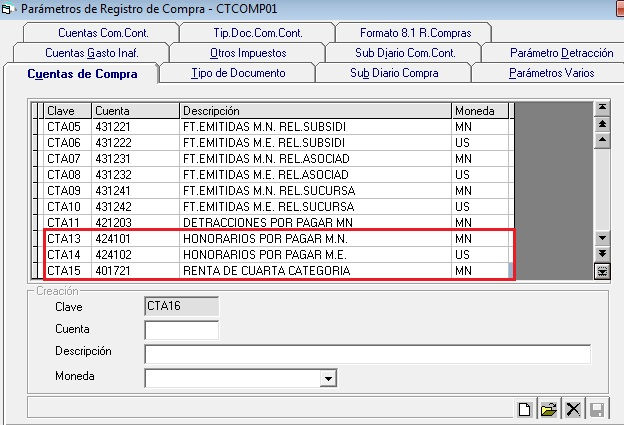 Parámetros de Registro de Compra - CTCOMP01
Cuentas Com.Cont. Tip.Doc.Com.Cont. Formato 8.1 R.Compras
Cuentas Gasto Inaf. Otros Impuestos Sub Diario Com.Cont. Parámetro Detracción
Cuentas de Compra Tipo de Documento Sub Diario Compra Parámetros Varios
Clave Cuenta Descripción Moneda
CTA05 431221 FT.EMITIDAS M.N. REL.SUBSIDI MN
CTA06 431222 FT.EMITIDAS M.E. REL.SUBSIDI US
CTA07 431231 FT.EMITIDAS M.N. REL.ASOCIAD MN
CTA08 431232 FT.EMITIDAS M.E. REL.ASOCIAD US
CTA09 431241 FT.EMITIDAS M.N. REL.SUCURSA MN
CTA10 431242 FT.EMITIDAS M.E. REL.SUCURSA US
CTA11 421203 DETRACCIONES POR PAGAR MN MN
CTA13 424101 HONORARIOS POR PAGAR M.N. MN
CTA14 424102 HONORARIOS POR PAGAR M.E. US
CTA15 401721 RENTA DE CUARTA CATEGORIA MN
Creación
Clave CTA16
Cuenta
Descripción
Moneda